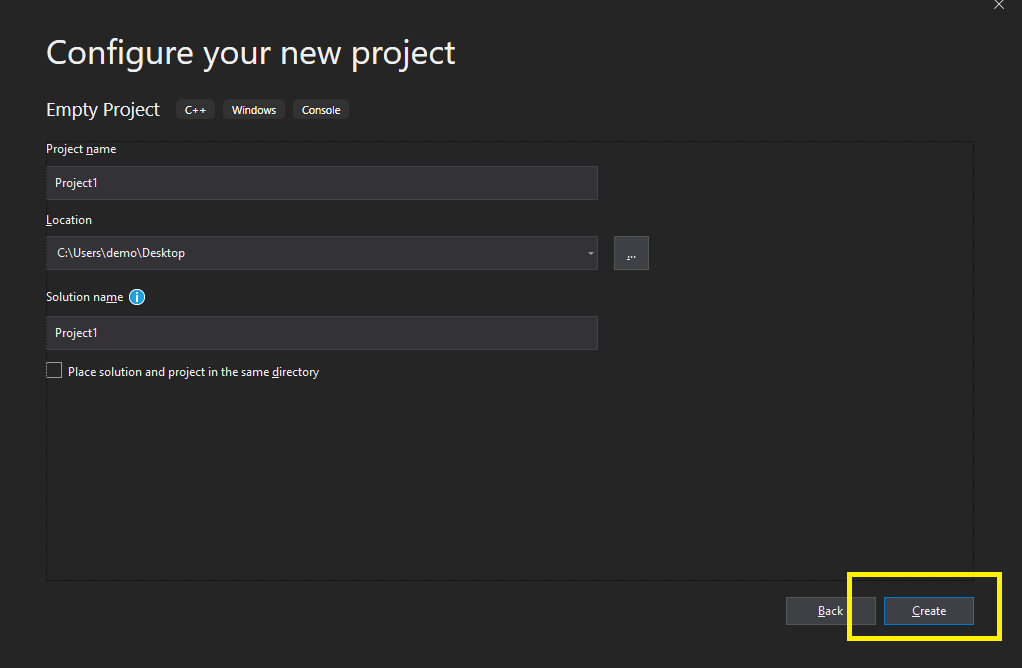 Configure your new project
Empty Project C++ Windows Console
Project name
Project1
Location
C:\Users\demo\Desktop
...
Solution name
Project1
Place solution and project in the same directory
Back Create